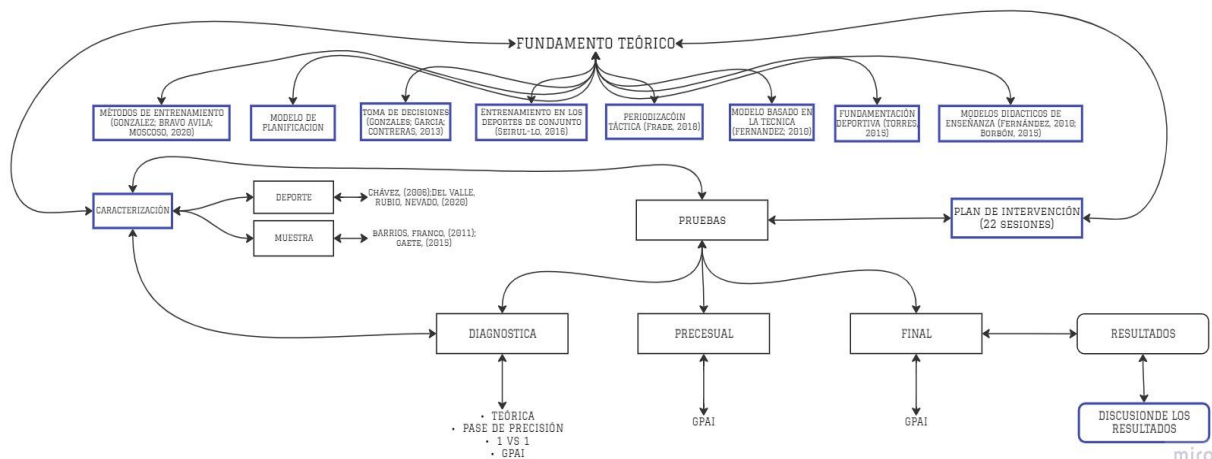 FUNDAMENTO TEÓRICO
MÉTODOS DE ENTRENAMIENTO
(GONZALEZ; BRAVO AVILA;
MOSCOSO, 2020)
MODELO DE
PLANIFICACION
TOMA DE DECISIONES
(GONZALES; GARCIA;
CONTRERAS, 2013)
ENTRENAMIENTO EN LOS
DEPORTES DE CONJUNTO
(SEIRUL-LO, 2016)
PERIODIZACIÓIN
TÁCTICA (FRADE, 2018)
MODELO BASADO EN
LA TECNICA
(FERNANDEZ; 2010)
FUNDAMENTACIÓN
DEPORTIVA (TORRES,
2015)
MODELOS DIDACTICOS DE
ENSEÑANZA (FERNÁNDEZ, 2010;
BORBÓN, 2015)
CARACTERIZACIÓN
DEPORTE
CHÁVEZ, (2006);DEL VALLE,
RUBIO, NEVADO, (2020)
MUESTRA
BARRIOS, FRANCO, (2011);
GAETE, (2015)
PRUEBAS
PLAN DE INTERVENCIÓN
(22 SESIONES)
DIAGNOSTICA
PRECESUAL
FINAL
RESULTADOS
• TEÓRICA
• PASE DE PRECISIÓN
• 1 VS 1
• GPAI
GPAI
GPAI
DISCUSIONDE LOS
RESULTADOS
miro